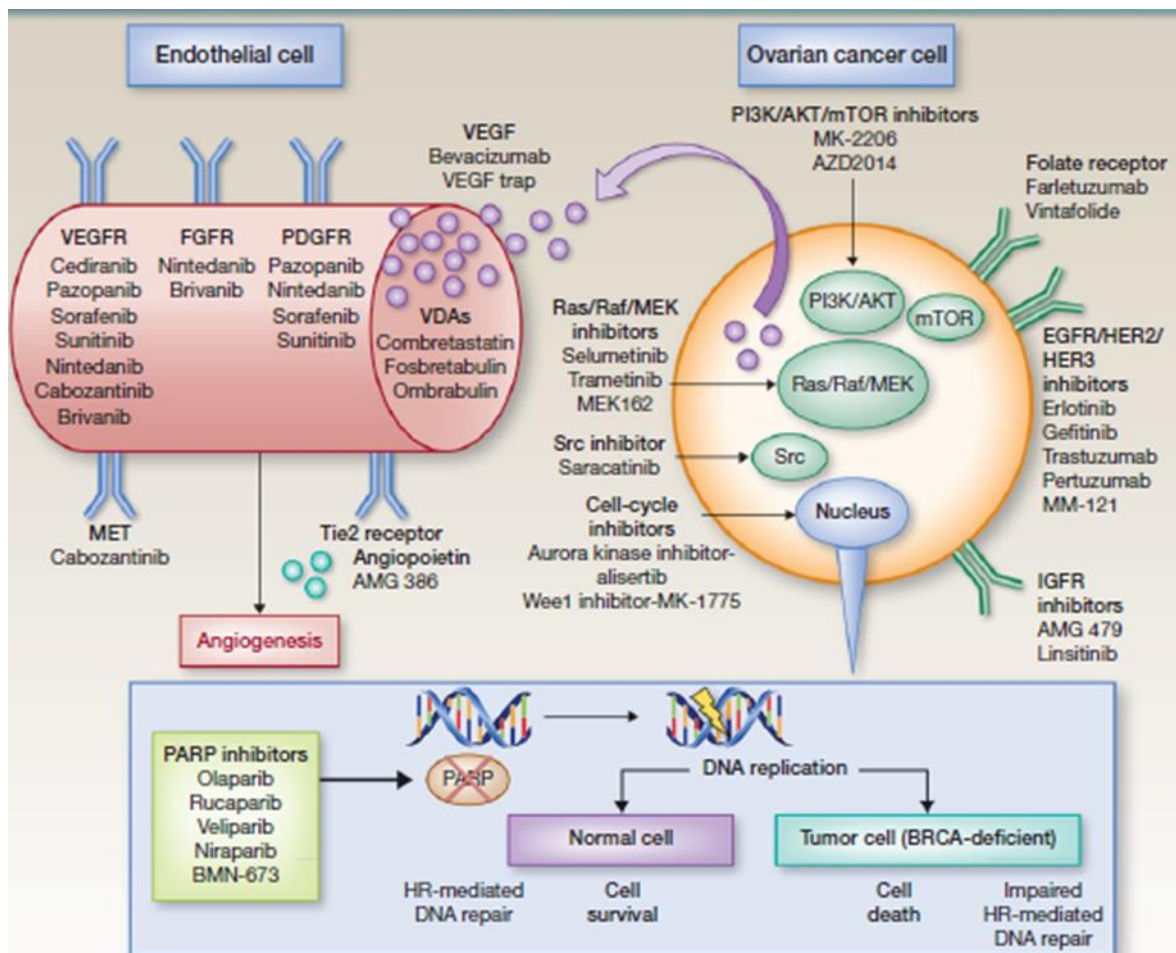 Endothelial cell
Ovarian cancer cell
VEGF
Bevacizumab
VEGF trap
PI3K/AKT/mTOR inhibitors
MK-2206
AZD2014
Folate receptor
Farletuzumab
Vintafolide
VEGFR
Cediranib
Pazopanib
Sorafenib
Sunitinib
Nintedanib
Cabozantinib
Brivanib
FGFR
Nintedanib
Brivanib
PDGFR
Pazopanib
Nintedanib
Sorafenib
Sunitinib
VDAs
Combretastatin
Fosbretabulin
Ombrabulin
Ras/Raf/MEK
inhibitors
Selumetinib
Trametinib
MEK162
PI3K/AKT
mTOR
Ras/Raf/MEK
Src
Nucleus
EGFR/HER2/
HER3
inhibitors
Erlotinib
Gefitinib
Trastuzumab
Pertuzumab
MM-121
Src inhibitor
Saracatinib
Cell-cycle
inhibitors
Aurora kinase inhibitor-
alisertib
Wee1 inhibitor-MK-1775
MET
Cabozantinib
Tie2 receptor
Angiopoietin
AMG 386
IGFR
inhibitors
AMG 479
Linsitinib
Angiogenesis
PARP inhibitors
Olaparib
Rucaparib
Veliparib
Niraparib
BMN-673
PARP
DNA replication
Normal cell
Tumor cell (BRCA-deficient)
HR-mediated
DNA repair
Cell
survival
Cell
death
Impaired
HR-mediated
DNA repair